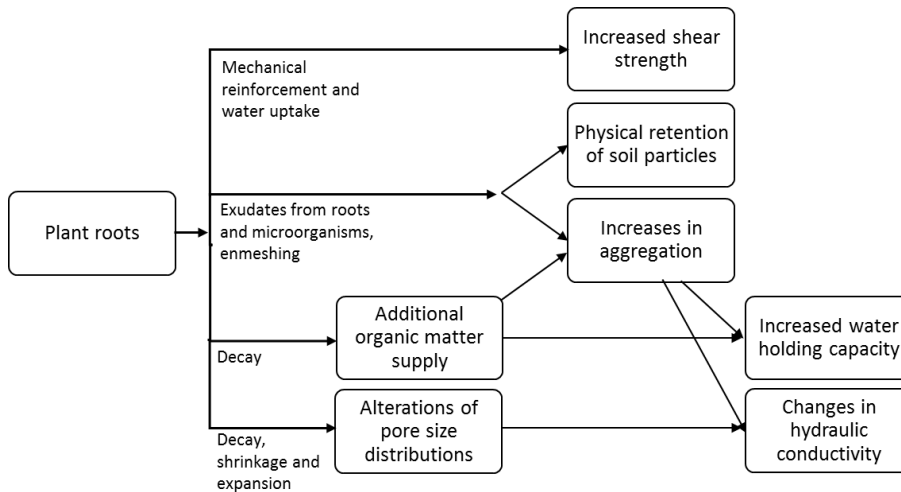 Increased shear
strength
Mechanical
reinforcement and
water uptake
Physical retention
of soil particles
Plant roots
Exudates from roots
and microorganisms,
enmeshing
Increases in
aggregation
Additional
organic matter
supply
Decay
Increased water
holding capacity
Alterations of
pore size
distributions
Changes in
hydraulic
conductivity
Decay,
shrinkage and
expansion